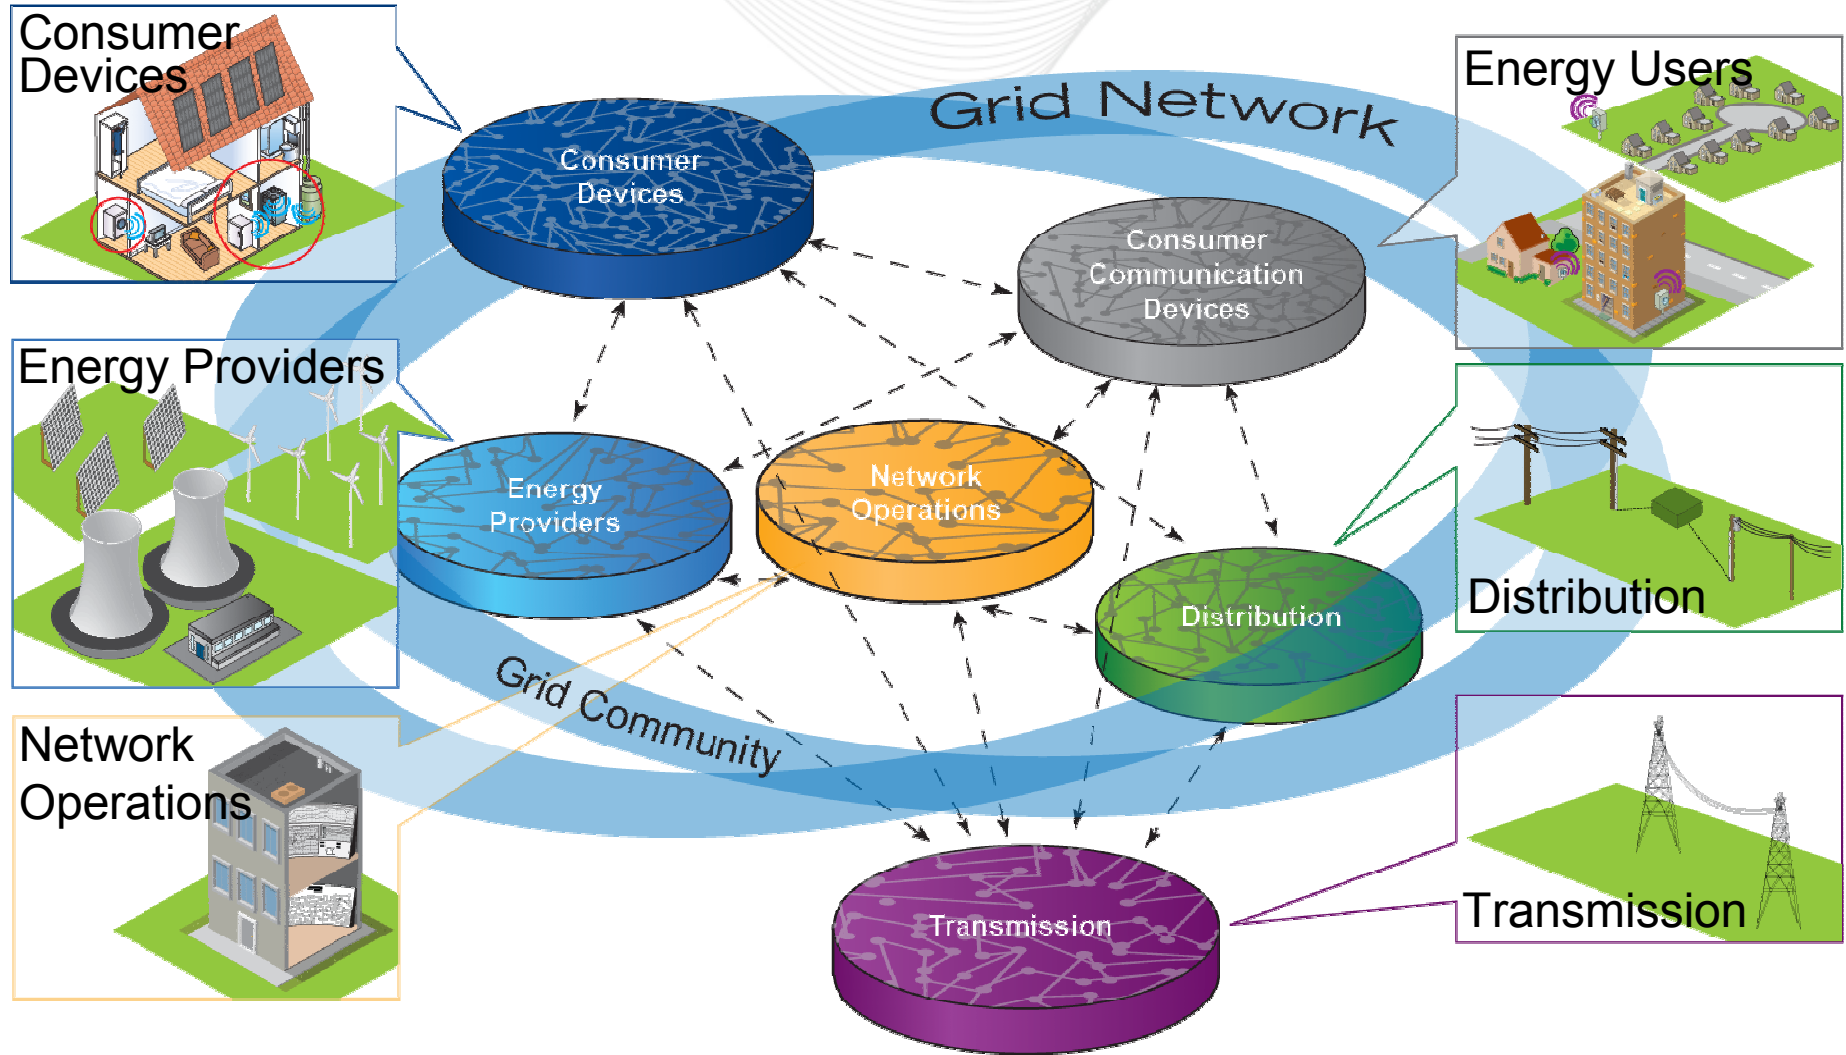 Consumer
Devices
Grid Network
Energy Users
Consumer
Devices
Consumer
Communication
Devices
Energy Providers
Energy
Providers
Network
Operations
Distribution
Distribution
Grid Community
Network
Operations
Transmission
Transmission